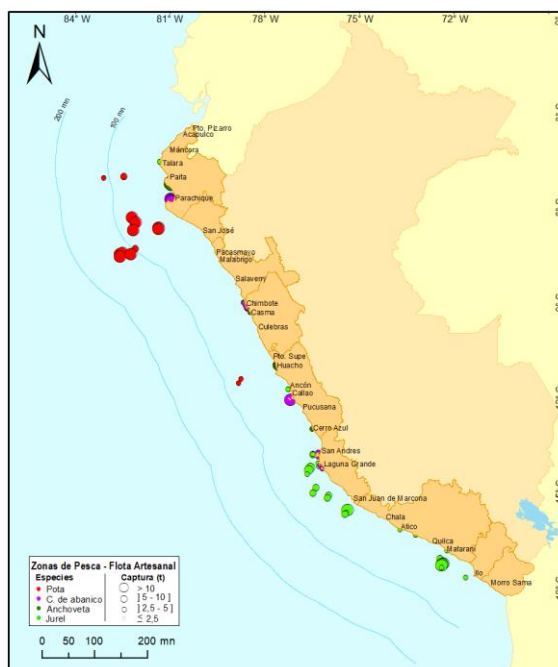 84° W
81° W
78° W
75° W
72° W
N
200 mn
100 mn
Pto. Pizarro
Acapulco
Máncora
Talara
Paita
Parachique
San José
Pacasmayo
Malabrigo
Salaverry
Chimbote
Casma
Culebras
Pto. Supe
Huacho
Ancón
Callao
Pucusana
Cerro Azul
San Andres
Laguna Grande
San Juan de Marcona
Chala
Atico
Quilca
Matarani
Ilo
Morro Sama
Zonas de Pesca - Flota Artesanal
Especies Captura (t)
Pota > 10
C. de abanico ] 5 - 10 ]
Anchoveta ] 2,5 - 5 ]
Jurel ≤ 2,5
0 50 100 200 mn